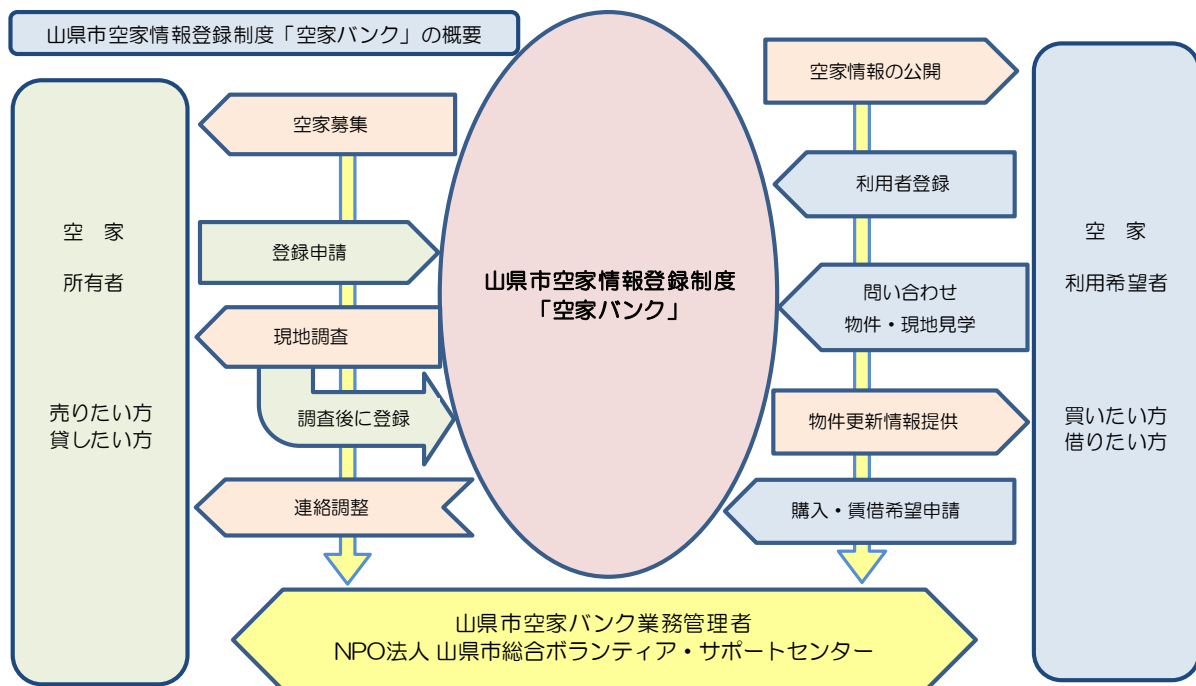 山県市空家情報登録制度「空家バンク」の概要
空　家
所有者
売りたい方
貸したい方
空家募集
登録申請
現地調査
調査後に登録
連絡調整
山県市空家情報登録制度
「空家バンク」
空家情報の公開
利用者登録
問い合わせ
物件・現地見学
物件更新情報提供
購入・賃借希望申請
空　家
利用希望者
買いたい方
借りたい方
山県市空家バンク業務管理者
NPO法人 山県市総合ボランティア・サポートセンター